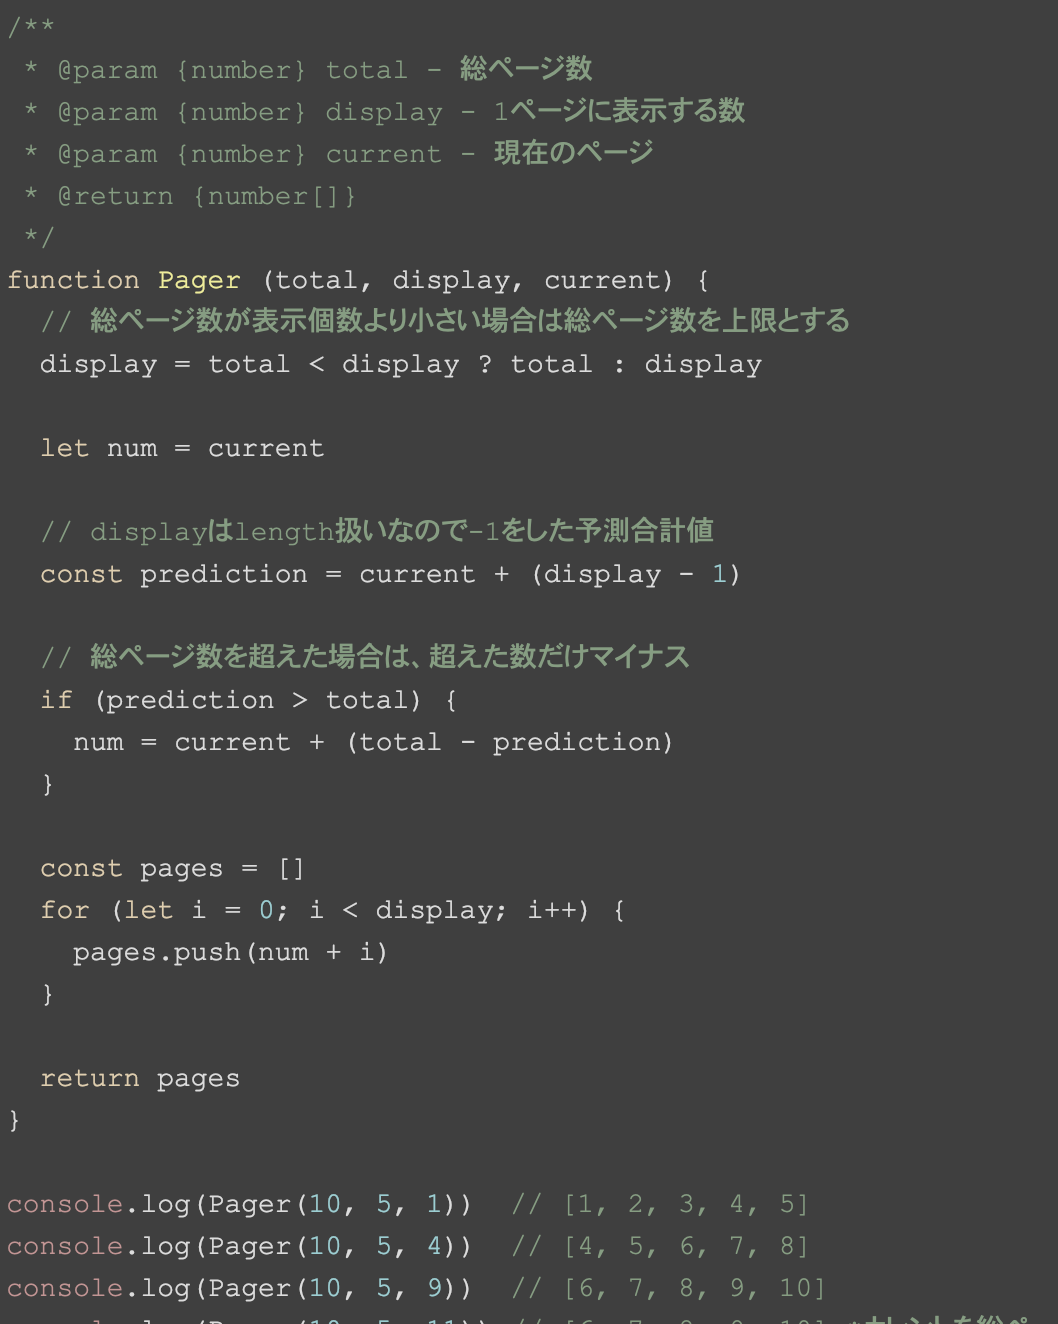 /**
 * @param {number} total - 総ページ数
 * @param {number} display - 1ページに表示する数
 * @param {number} current - 現在のページ
 * @return {number[]}
 */
function Pager (total, display, current) {
  // 総ページ数が表示個数より小さい場合は総ページ数を上限とする
  display = total < display ? total : display
  let num = current
  // displayはlength扱いなので-1をした予測合計値
  const prediction = current + (display - 1)
  // 総ページ数を超えた場合は、超えた数だけマイナス
  if (prediction > total) {
    num = current + (total - prediction)
  }
  const pages = []
  for (let i = 0; i < display; i++) {
    pages.push(num + i)
  }
  return pages
}
console.log(Pager(10, 5, 1))  // [1, 2, 3, 4, 5]
console.log(Pager(10, 5, 4))  // [4, 5, 6, 7, 8]
console.log(Pager(10, 5, 9))  // [6, 7, 8, 9, 10]